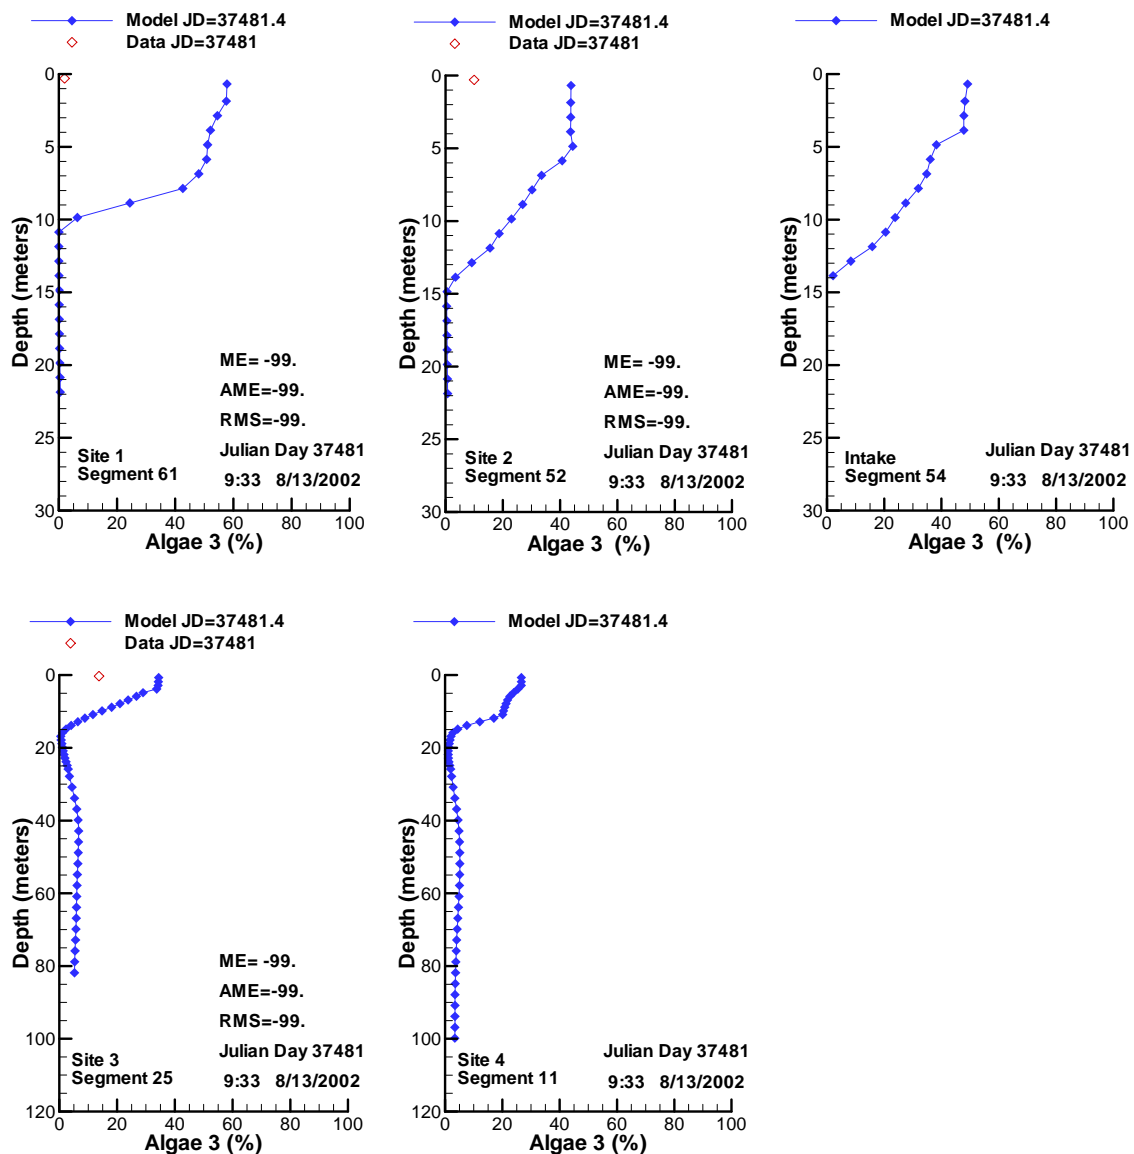 Model JD=37481.4
Data JD=37481
0
5
10
15
20
25
30
Depth (meters)
ME= -99.
AME=-99.
RMS=-99.
Julian Day 37481
9:33 8/13/2002
Site 1
Segment 61
0 20 40 60 80 100
Algae 3 (%)
Model JD=37481.4
Data JD=37481
0
5
10
15
20
25
30
Depth (meters)
ME= -99.
AME=-99.
RMS=-99.
Julian Day 37481
9:33 8/13/2002
Site 2
Segment 52
0 20 40 60 80 100
Algae 3 (%)
Model JD=37481.4
0
5
10
15
20
25
30
Depth (meters)
Julian Day 37481
9:33 8/13/2002
Intake
Segment 54
0 20 40 60 80 100
Algae 3 (%)
Model JD=37481.4
Data JD=37481
0
20
40
60
80
100
120
Depth (meters)
ME= -99.
AME=-99.
RMS=-99.
Julian Day 37481
9:33 8/13/2002
Site 3
Segment 25
0 20 40 60 80 100
Algae 3 (%)
Model JD=37481.4
0
20
40
60
80
100
120
Depth (meters)
Julian Day 37481
9:33 8/13/2002
Site 4
Segment 11
0 20 40 60 80 100
Algae 3 (%)